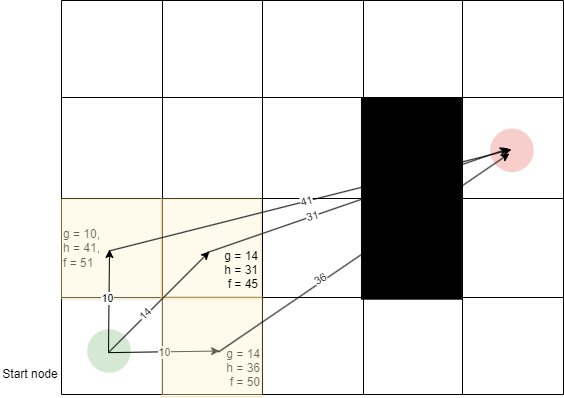 41
31
g = 10,
h = 41,
f = 51
g = 14
h = 31
f = 45
36
10
14
10
g = 14
h = 36
f = 50
Start node